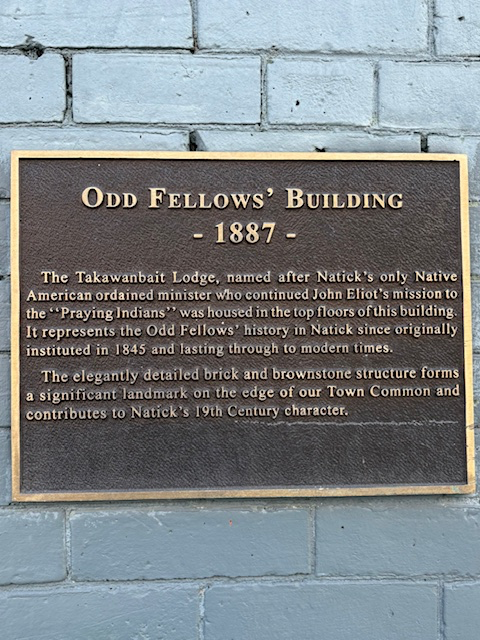 ODD FELLOWS' BUILDING
- 1887 -
The Takawanbait Lodge, named after Natick's only Native
American ordained minister who continued John Eliot's mission to
the "Praying Indians" was housed in the top floors of this building.
It represents the Odd Fellows' history in Natick since originally
instituted in 1845 and lasting through to modern times.
The elegantly detailed brick and brownstone structure forms
a significant landmark on the edge of our Town Common and
contributes to Natick's 19th Century character.